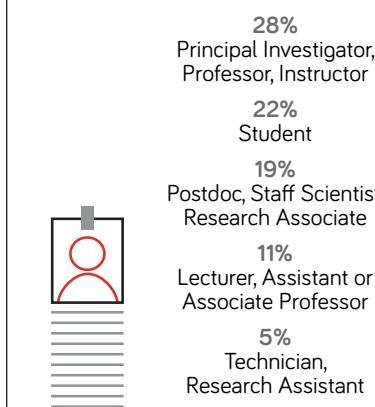 28%
Principal Investigator,
Professor, Instructor
22%
Student
19%
Postdoc, Staff Scientist
Research Associate
11%
Lecturer, Assistant or
Associate Professor
5%
Technician,
Research Assistant